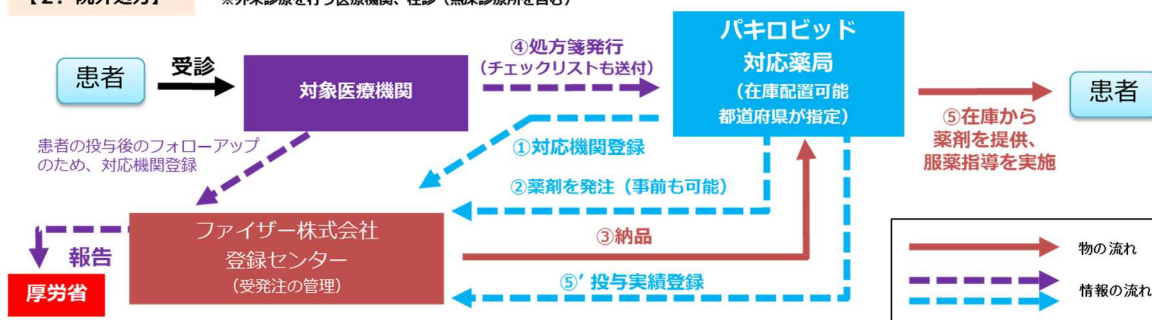 【２．院外処方】
※外来診療を行う医療機関、往診（無床診療所を含む）
患者
受診
対象医療機関
④処方箋発行
（チェックリストも送付）
パキロビッド
対応薬局
（在庫配置可能
都道府県が指定）
⑤在庫から
薬剤を提供、
服薬指導を実施
患者
患者の投与後のフォローアップ
のため、対応機関登録
①対応機関登録
②薬剤を発注（事前も可能）
③納品
⑤’投与実績登録
ファイザー株式会社
登録センター
（受発注の管理）
報告
厚労省
物の流れ
情報の流れ